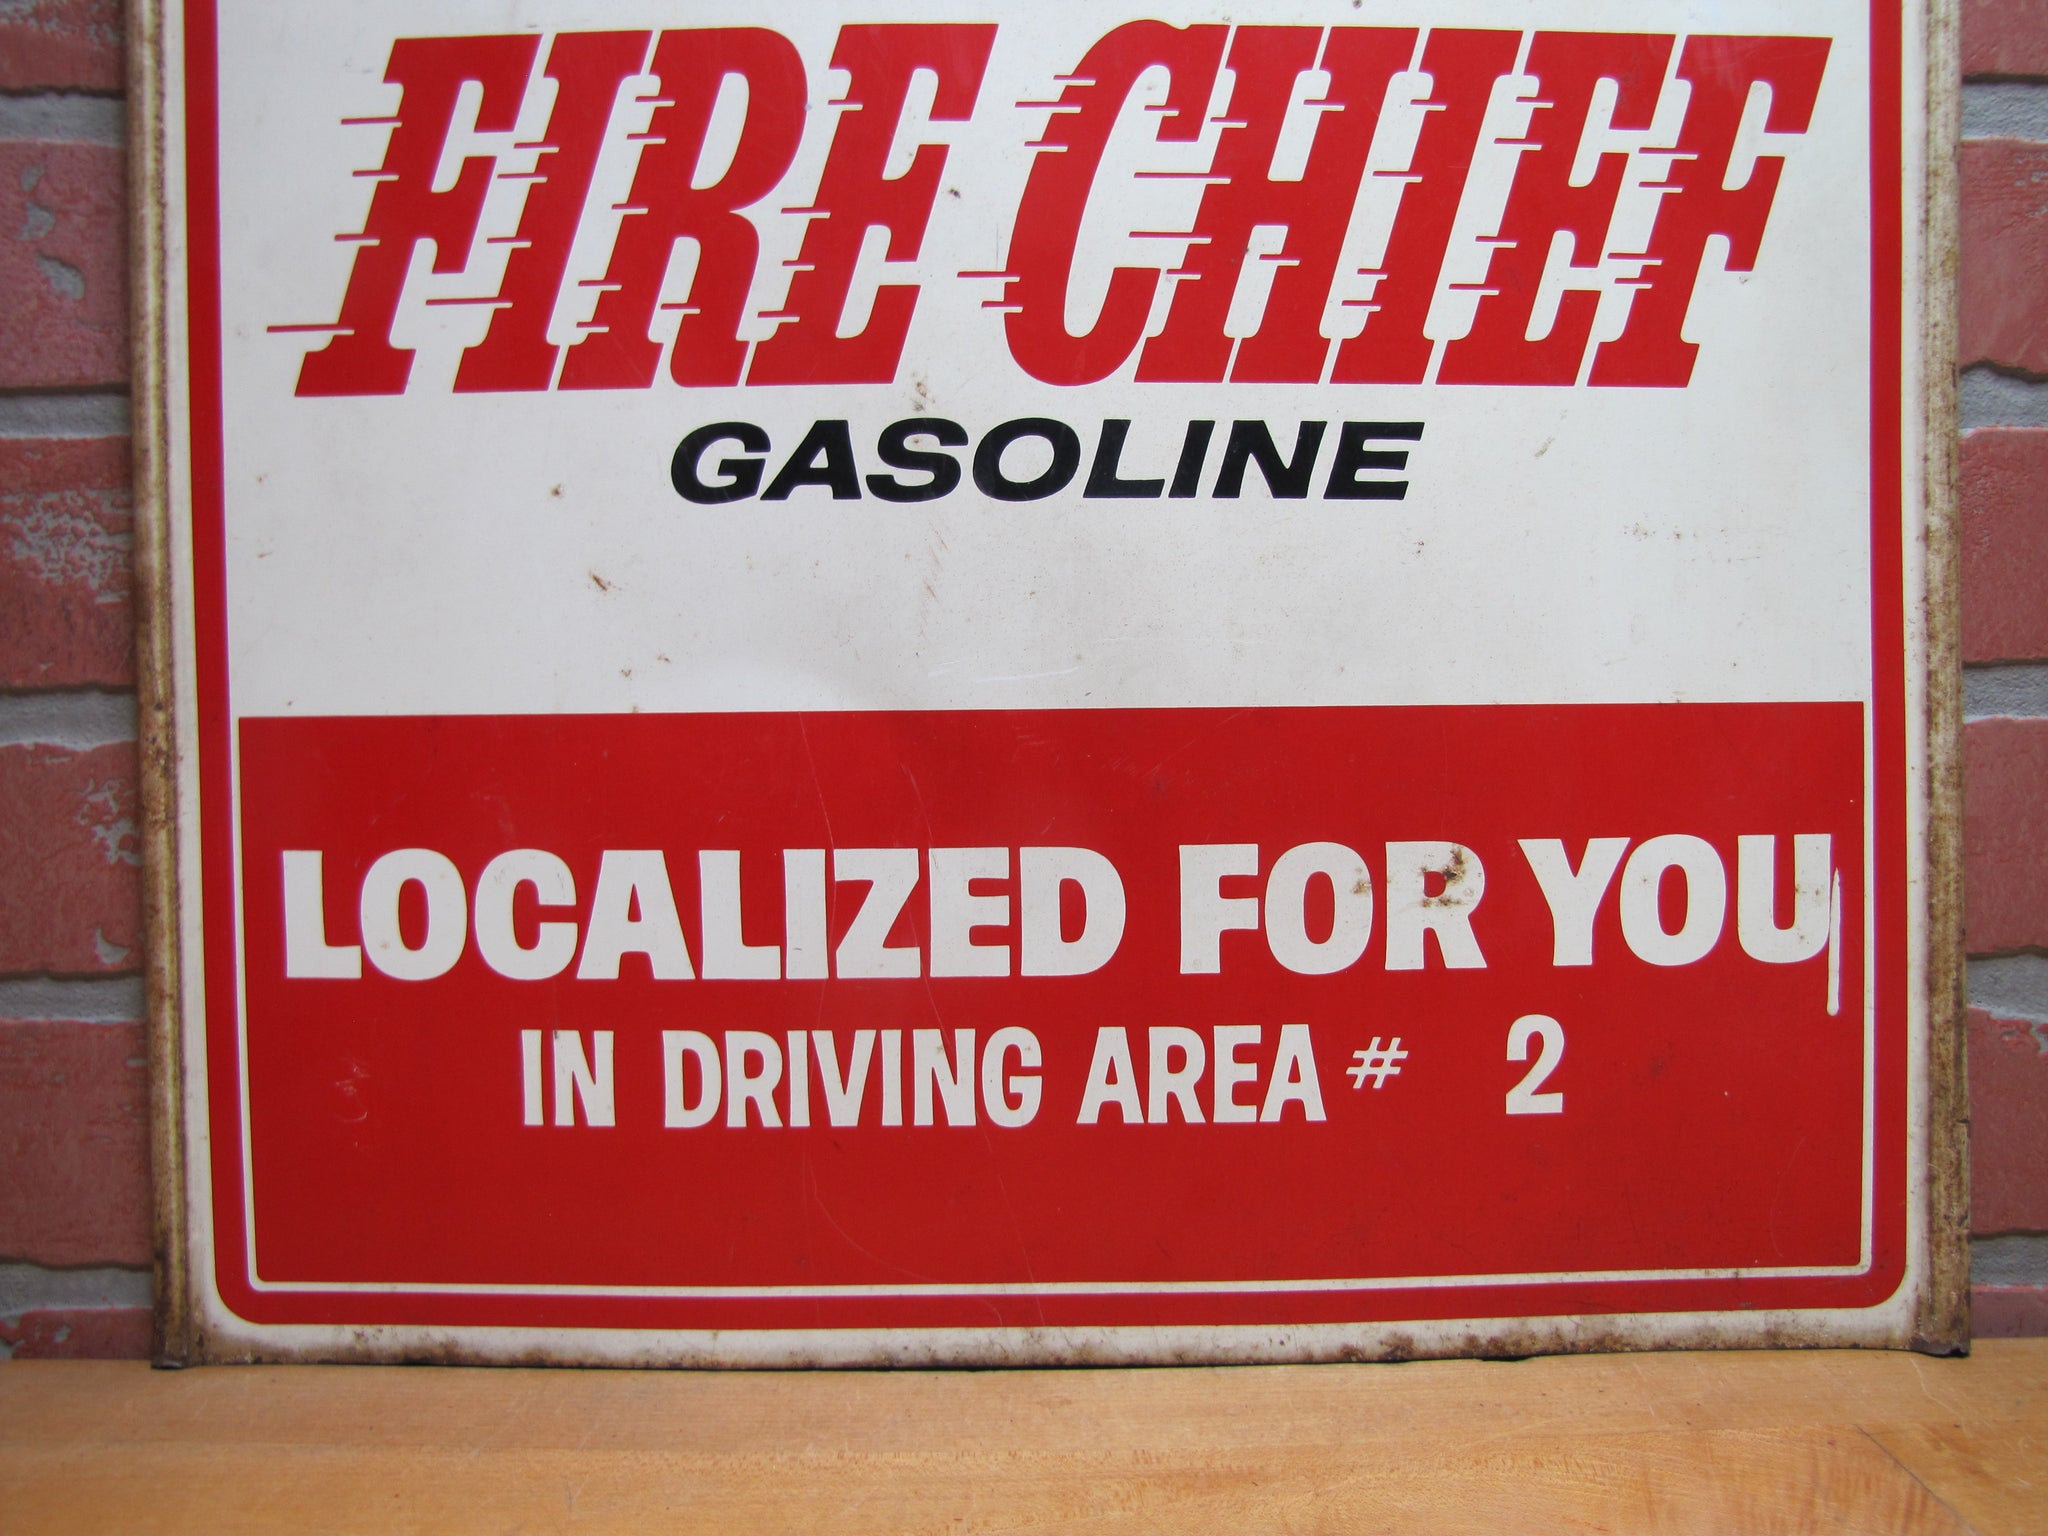 FIRE CHIEF
GASOLINE
LOCALIZED FOR YOU
IN DRIVING AREA # 2